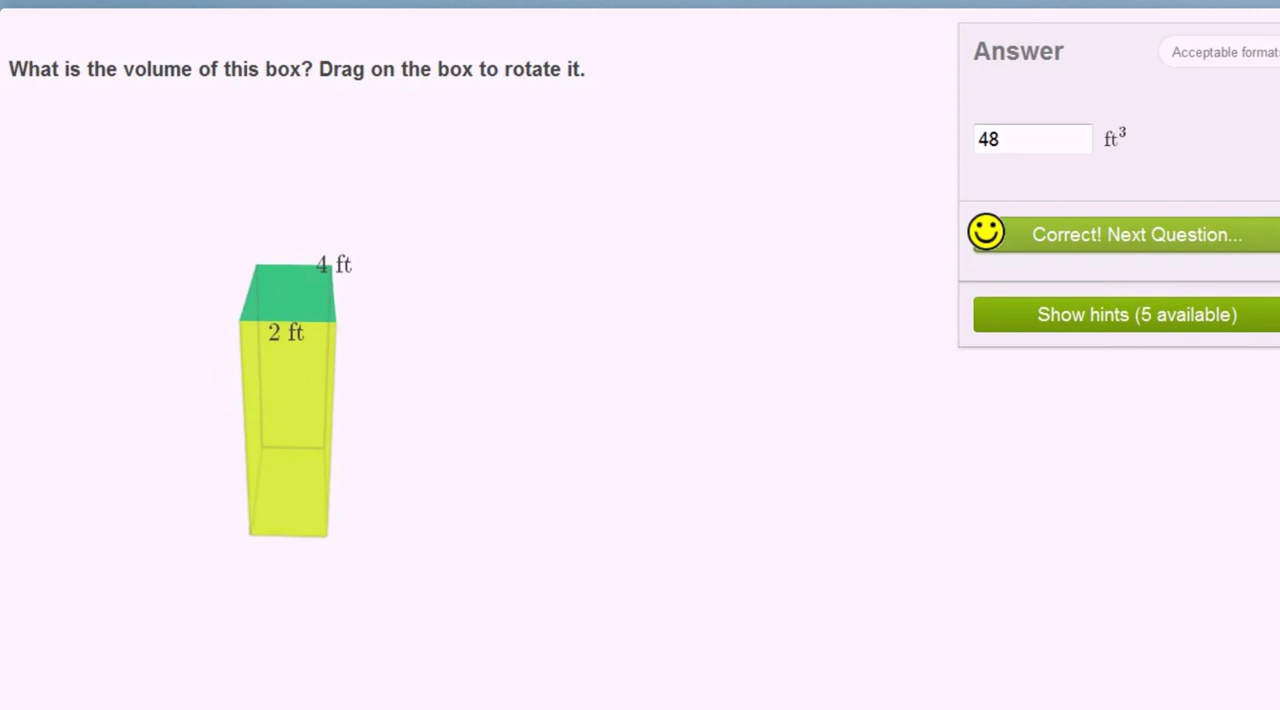 What is the volume of this box? Drag on the box to rotate it.
4 ft
2 ft
Answer
Acceptable formats
48 ft³
Correct! Next Question...
Show hints (5 available)